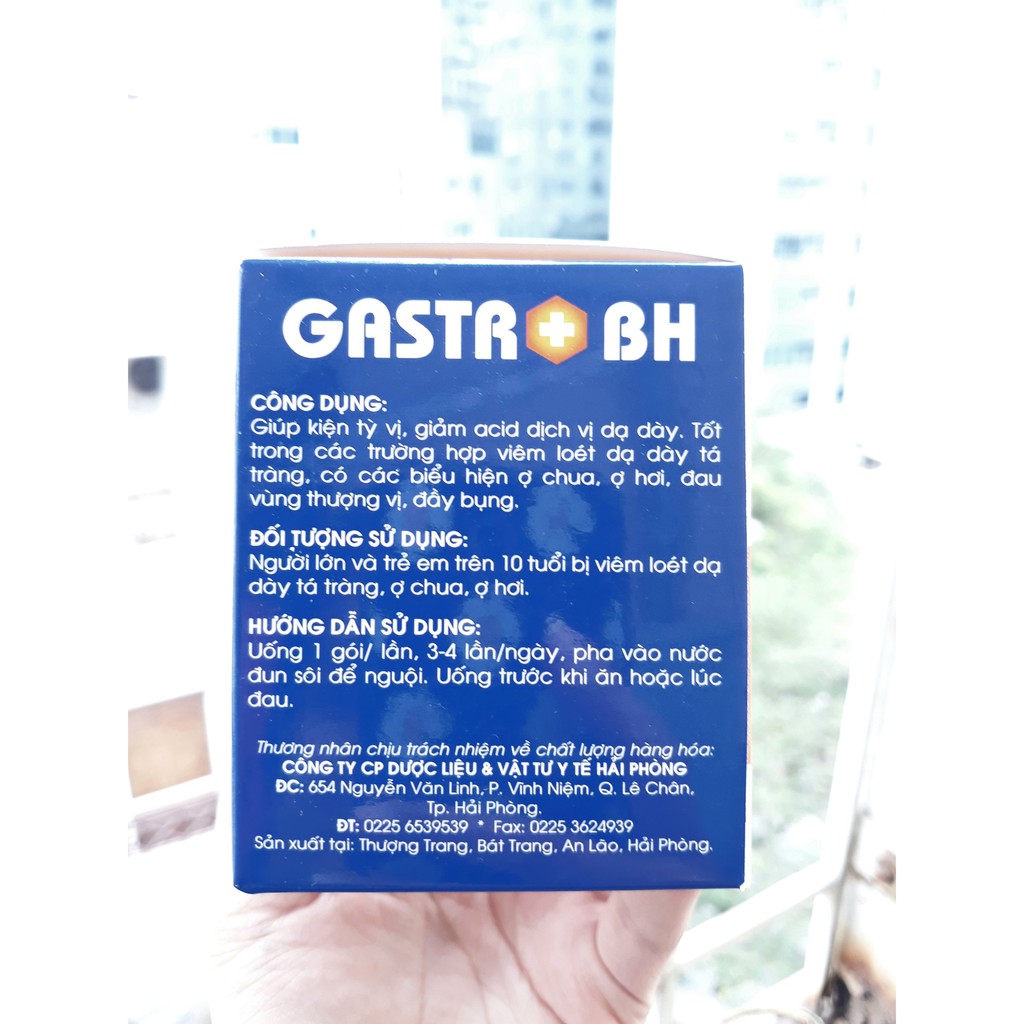 GASTRO BH
CÔNG DỤNG:
Giúp kiện tỳ vị, giảm acid dịch vị dạ dày. Tốt
trong các trường hợp viêm loét dạ dày tá
tràng, có các biểu hiện ợ chua, ợ hơi, đau
vùng thượng vị, đầy bụng.
ĐỐI TƯỢNG SỬ DỤNG:
Người lớn và trẻ em trên 10 tuổi bị viêm loét dạ
dày tá tràng, ợ chua, ợ hơi.
HƯỚNG DẪN SỬ DỤNG:
Uống 1 gói/ lần, 3-4 lần/ngày, pha vào nước
đun sôi để nguội. Uống trước khi ăn hoặc lúc
đau.
Thương nhân chịu trách nhiệm về chất lượng hàng hóa:
CÔNG TY CP DƯỢC LIỆU & VẬT TƯ Y TẾ HẢI PHÒNG
ĐC: 654 Nguyễn Văn Linh, P. Vĩnh Niệm, Q. Lê Chân,
Tp. Hải Phòng.
ĐT: 0225 6539539 * Fax: 0225 3624939
Sản xuất tại: Thượng Trang, Bát Trang, An Lão, Hải Phòng.